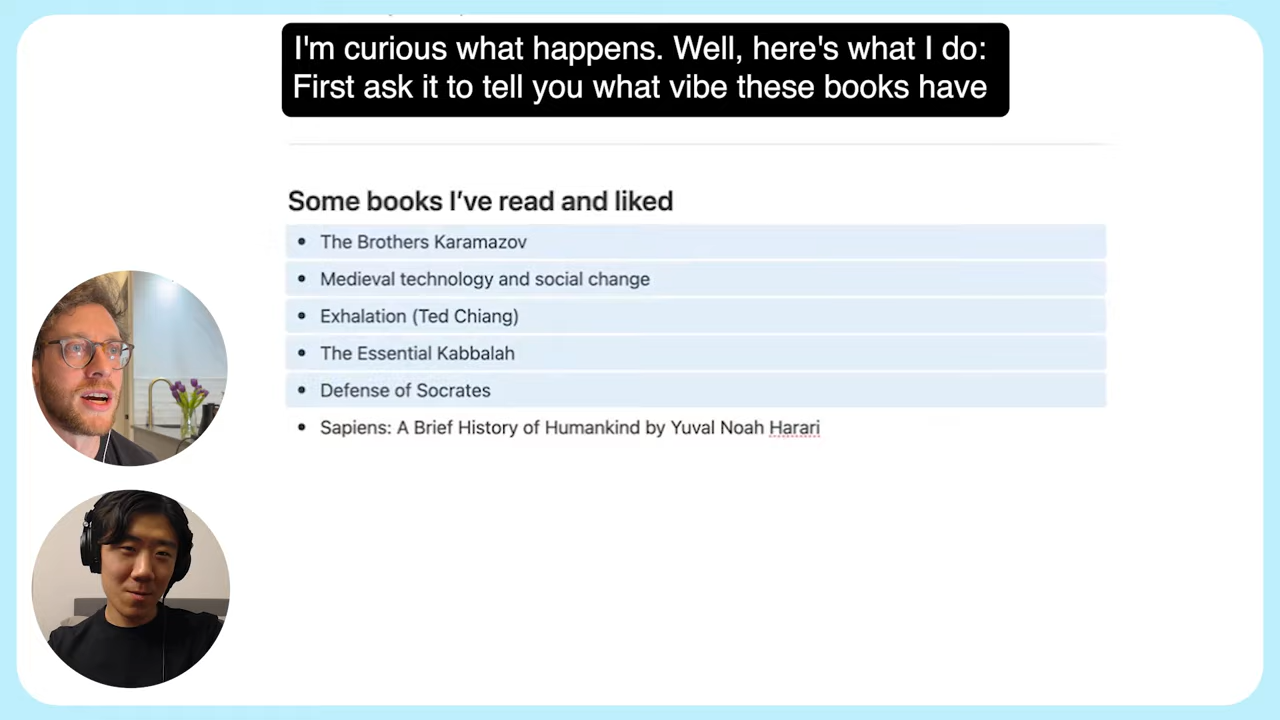 I'm curious what happens. Well, here's what I do:
First ask it to tell you what vibe these books have
Some books I’ve read and liked
• The Brothers Karamazov
• Medieval technology and social change
• Exhalation (Ted Chiang)
• The Essential Kabbalah
• Defense of Socrates
• Sapiens: A Brief History of Humankind by Yuval Noah Harari